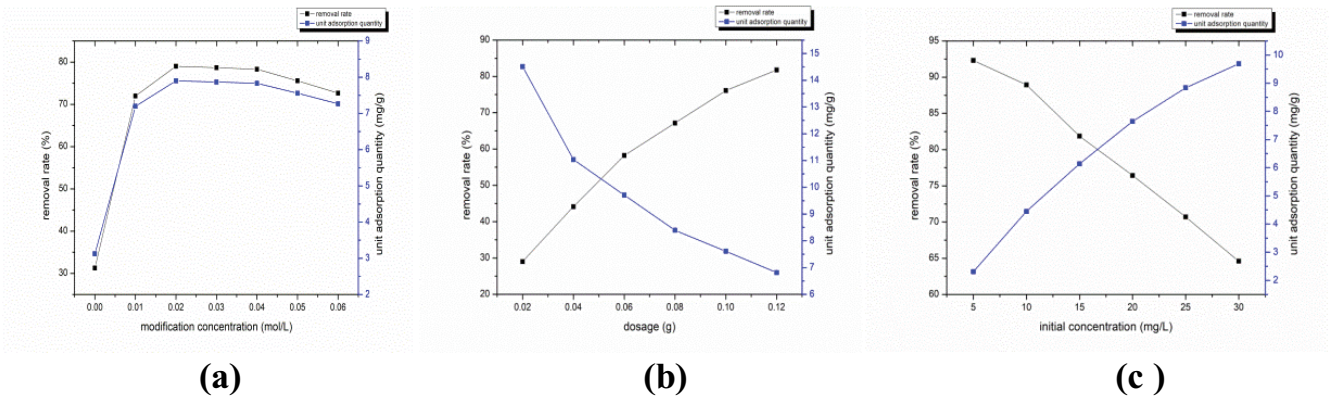 removal rate
unit adsorption quantity
80
70
60
50
40
30
9
8
7
6
5
4
3
2
removal rate (%)
unit adsorption quantity (mg/g)
0.00 0.01 0.02 0.03 0.04 0.05 0.06
modification concentration (mol/L)
(a)
removal rate
unit adsorption quantity
90
80
70
60
50
40
30
20
15
14
13
12
11
10
9
8
7
6
removal rate (%)
unit adsorption quantity (mg/g)
0.02 0.04 0.06 0.08 0.10 0.12
dosage (g)
(b)
removal rate
unit adsorption quantity
95
90
85
80
75
70
65
60
10
9
8
7
6
5
4
3
2
removal rate (%)
unit adsorption quantity (mg/g)
5 10 15 20 25 30
initial concentration (mg/L)
(c )